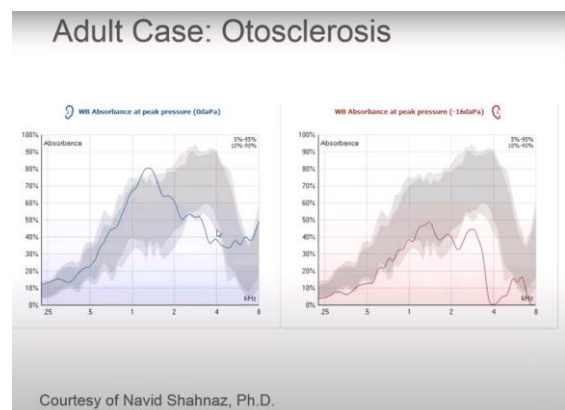 Adult Case: Otosclerosis
WB Absorbance at peak pressure (0daPa)
Absorbance
5%-95%
10%-90%
100%
90%
80%
70%
60%
50%
40%
30%
20%
10%
0%
.25 .5 1 2 4 8
kHz
WB Absorbance at peak pressure (-16daPa)
Absorbance
5%-95%
10%-90%
100%
90%
80%
70%
60%
50%
40%
30%
20%
10%
0%
.25 .5 1 2 4 8
kHz
Courtesy of Navid Shahnaz, Ph.D.